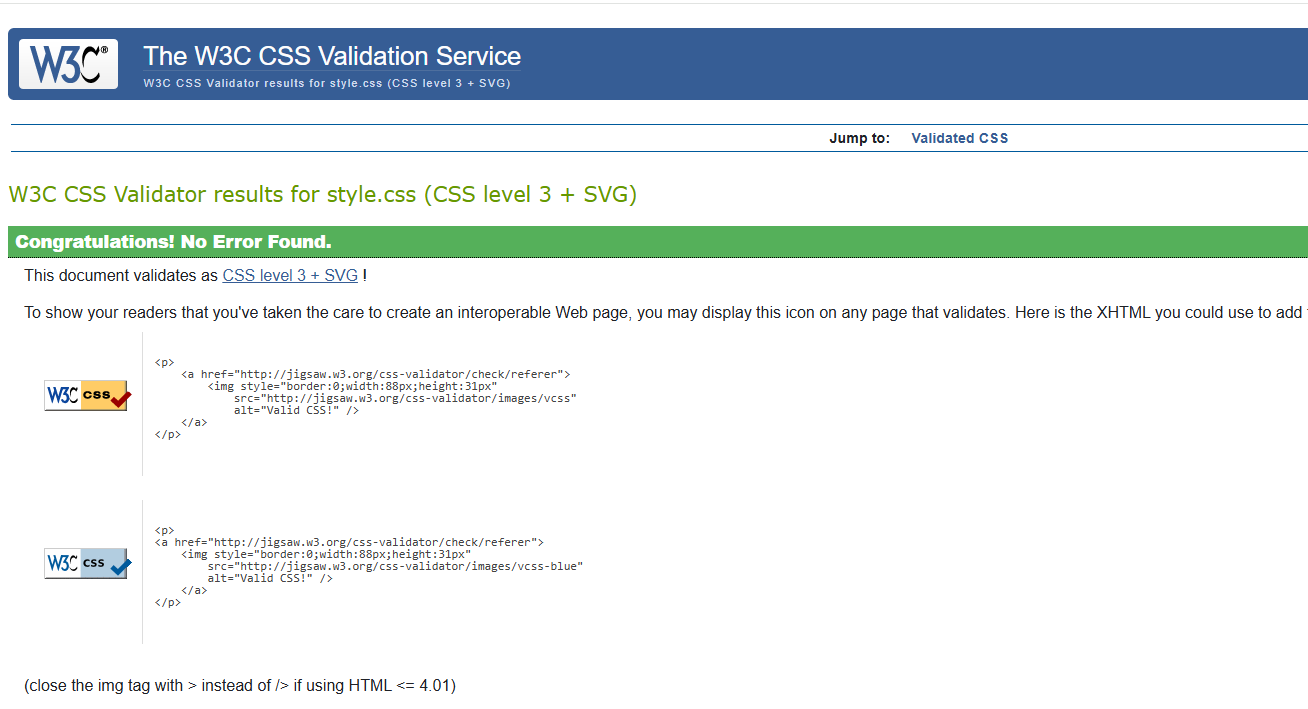 W3C®
The W3C CSS Validation Service
W3C CSS Validator results for style.css (CSS level 3 + SVG)
Jump to: Validated CSS
W3C CSS Validator results for style.css (CSS level 3 + SVG)
Congratulations! No Error Found.
This document validates as CSS level 3 + SVG !
To show your readers that you've taken the care to create an interoperable Web page, you may display this icon on any page that validates. Here is the XHTML you could use to add
W3C css
<p>
    <a href="http://jigsaw.w3.org/css-validator/check/referer">
        <img style="border:0;width:88px;height:31px"
            src="http://jigsaw.w3.org/css-validator/images/vcss"
            alt="Valid CSS!" />
    </a>
</p>
W3C css
<p>
<a href="http://jigsaw.w3.org/css-validator/check/referer">
    <img style="border:0;width:88px;height:31px"
        src="http://jigsaw.w3.org/css-validator/images/vcss-blue"
        alt="Valid CSS!" />
    </a>
</p>
(close the img tag with > instead of /> if using HTML <= 4.01)